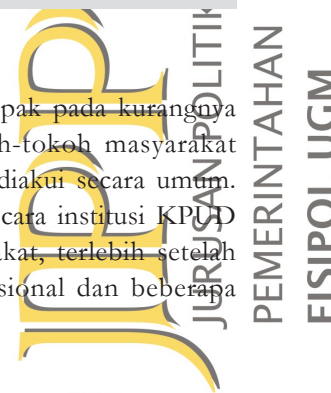 pak pada kurangnya
h-tokoh masyarakat
diakui secara umum.
cara institusi KPUD
kat, terlebih setelah
sional dan beberapa
JPP
JURUSAN POLITIK
PEMERINTAHAN
FISIPOL UGM